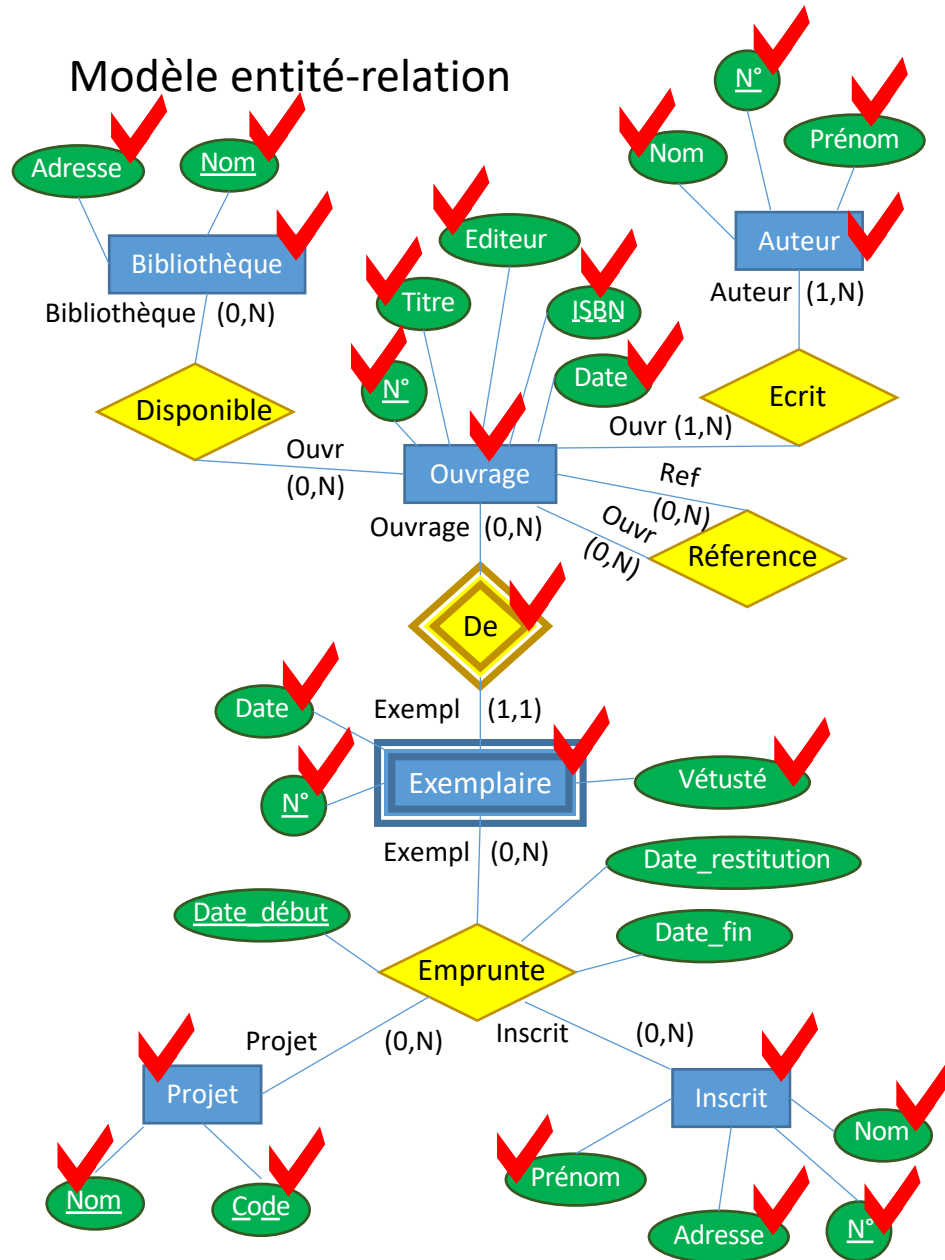 Modèle entité-relation
N°
Adresse
Nom
Nom
Prénom
Editeur
Auteur
Bibliothèque
Titre
ISBN
Auteur (1,N)
Bibliothèque (0,N)
N°
Date
Disponible
Ecrit
Ouvr (1,N)
Ouvr
(0,N)
Ouvrage
Ref
(0,N)
Ouvrage (0,N)
Ouvr
(0,N)
Réference
De
Date
Exempl (1,1)
N°
Exemplaire
Vétusté
Exempl (0,N)
Date_restitution
Date_début
Date_fin
Emprunte
Projet (0,N)
Inscrit (0,N)
Projet
Inscrit
Nom
Prénom
Nom
Code
Adresse
N°